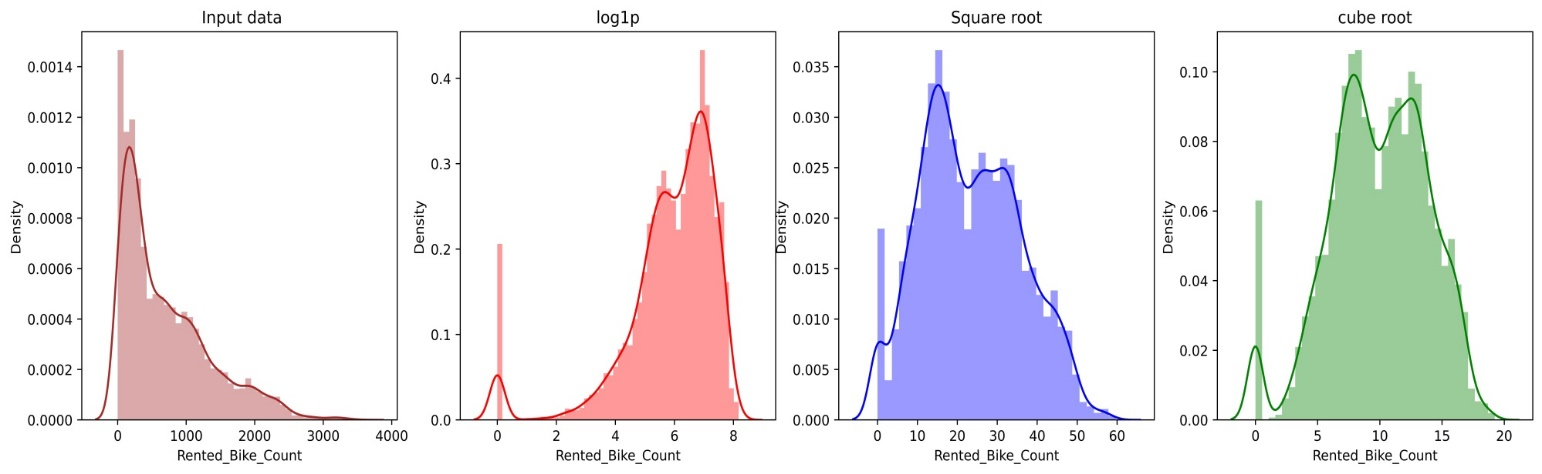 Input data
Density
0.0014
0.0012
0.0010
0.0008
0.0006
0.0004
0.0002
0.0000
0 1000 2000 3000 4000
Rented_Bike_Count
log1p
Density
0.4
0.3
0.2
0.1
0.0
0 2 4 6 8
Rented_Bike_Count
Square root
Density
0.035
0.030
0.025
0.020
0.015
0.010
0.005
0.000
0 10 20 30 40 50 60
Rented_Bike_Count
cube root
Density
0.10
0.08
0.06
0.04
0.02
0.00
0 5 10 15 20
Rented_Bike_Count